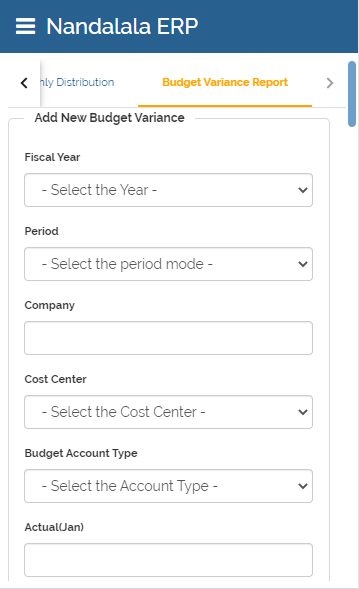 Nandalala ERP
hly Distribution
Budget Variance Report
Add New Budget Variance
Fiscal Year
- Select the Year -
Period
- Select the period mode -
Company
Cost Center
- Select the Cost Center -
Budget Account Type
- Select the Account Type -
Actual(Jan)